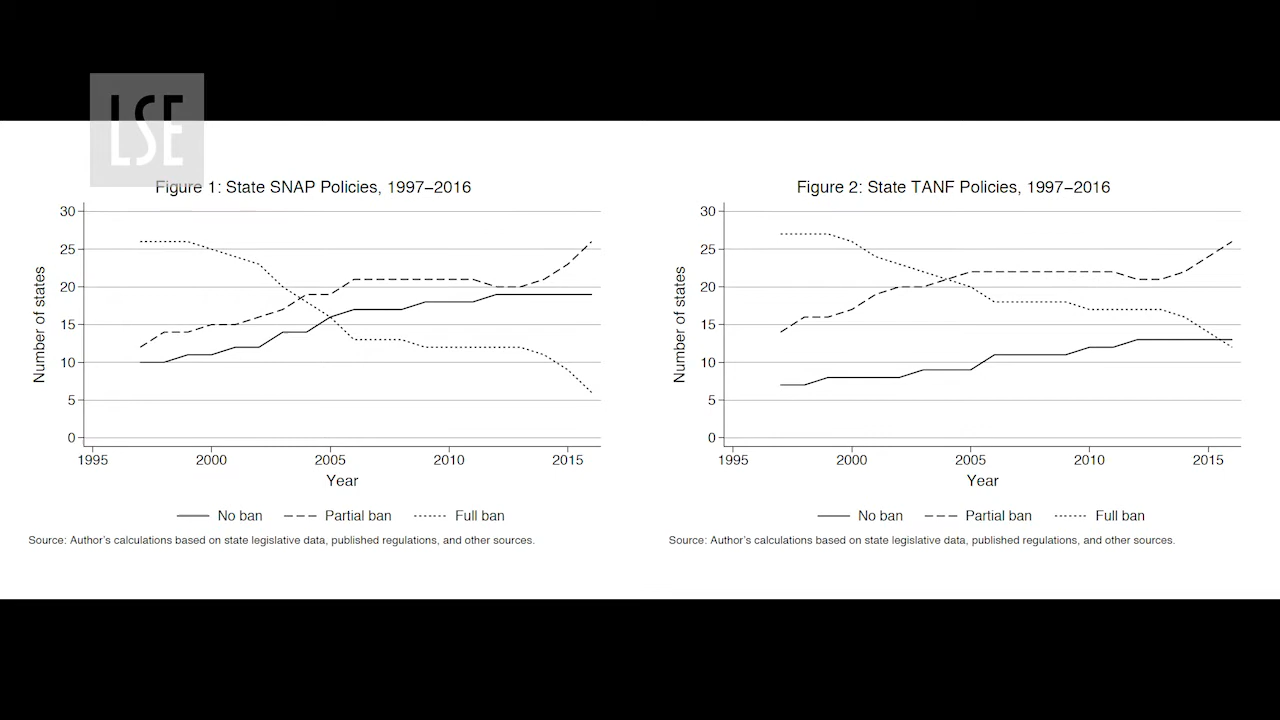 LSE
Figure 1: State SNAP Policies, 1997–2016
Number of states
30
25
20
15
10
5
0
1995
2000
2005
2010
2015
Year
No ban
Partial ban
Full ban
Source: Author's calculations based on state legislative data, published regulations, and other sources.
Figure 2: State TANF Policies, 1997–2016
Number of states
30
25
20
15
10
5
0
1995
2000
2005
2010
2015
Year
No ban
Partial ban
Full ban
Source: Author's calculations based on state legislative data, published regulations, and other sources.